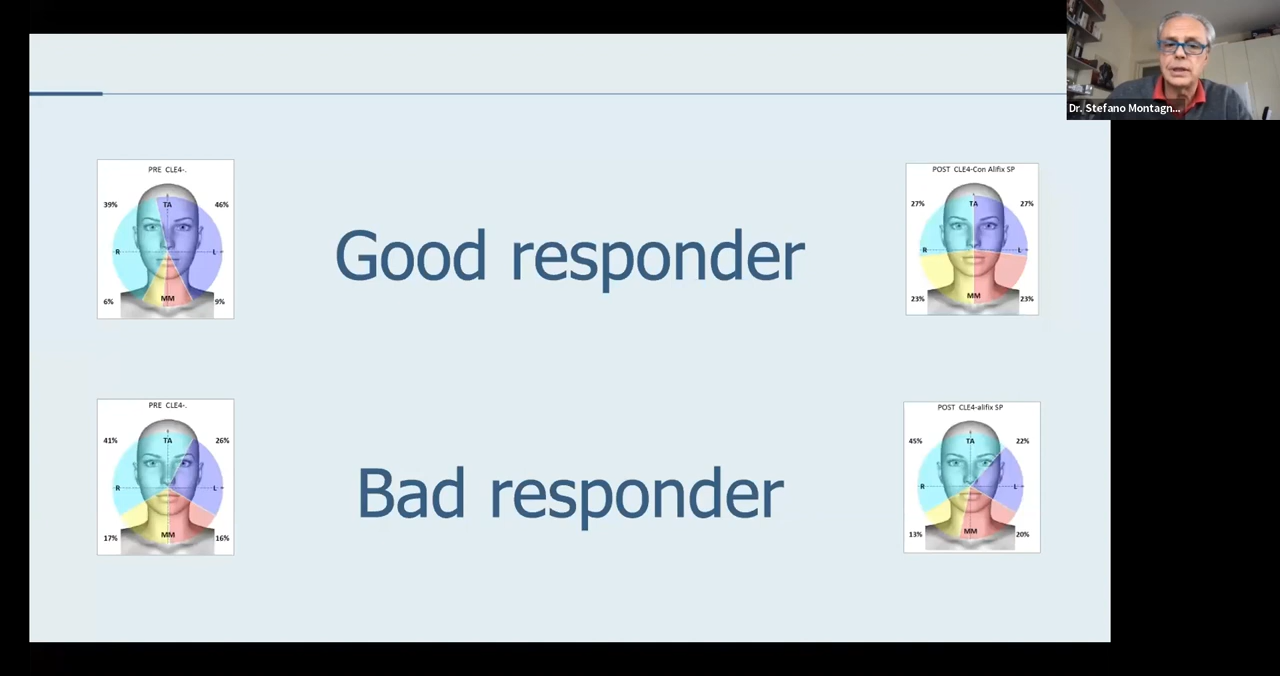 Dr. Stefano Montagn...
PRE CLE4-.
39% TA 46%
R L
6% MM 9%
Good responder
POST CLE4-Con Alifix SP
27% TA 27%
R L
23% MM 23%
PRE CLE4-.
41% TA 26%
R L
17% MM 16%
Bad responder
POST CLE4-alifix SP
45% TA 22%
R L
13% MM 20%